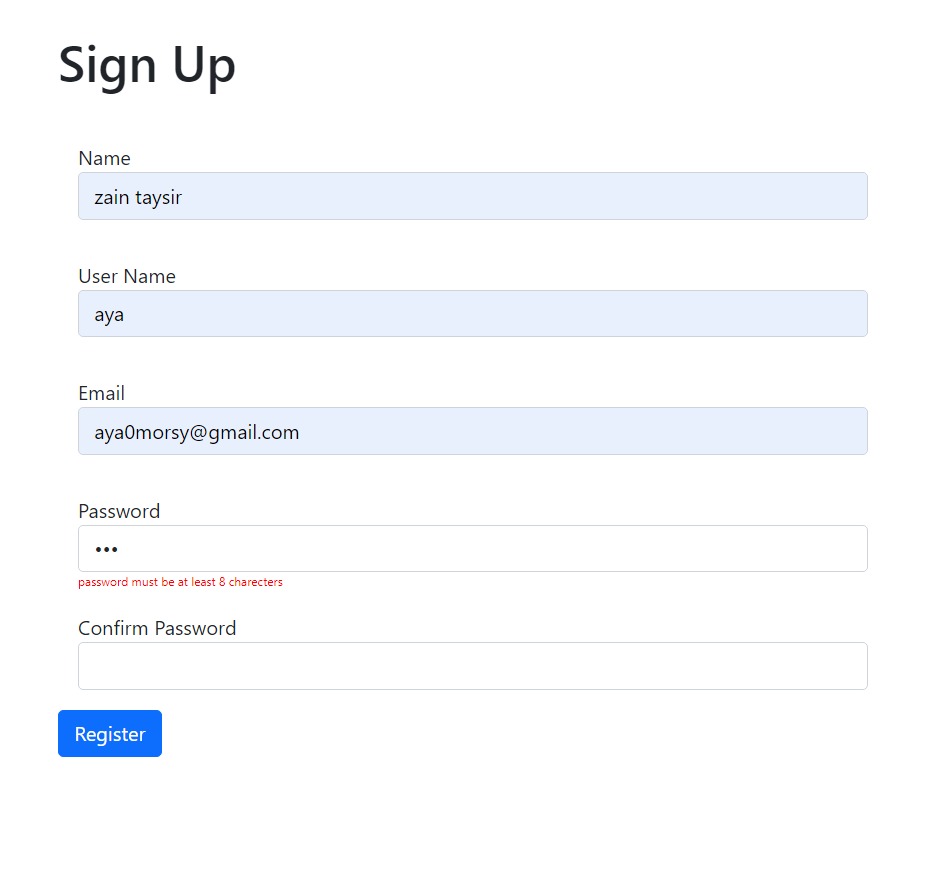 Sign Up
Name
zain taysir
User Name
aya
Email
aya0morsy@gmail.com
Password
•••
password must be at least 8 charecters
Confirm Password
Register